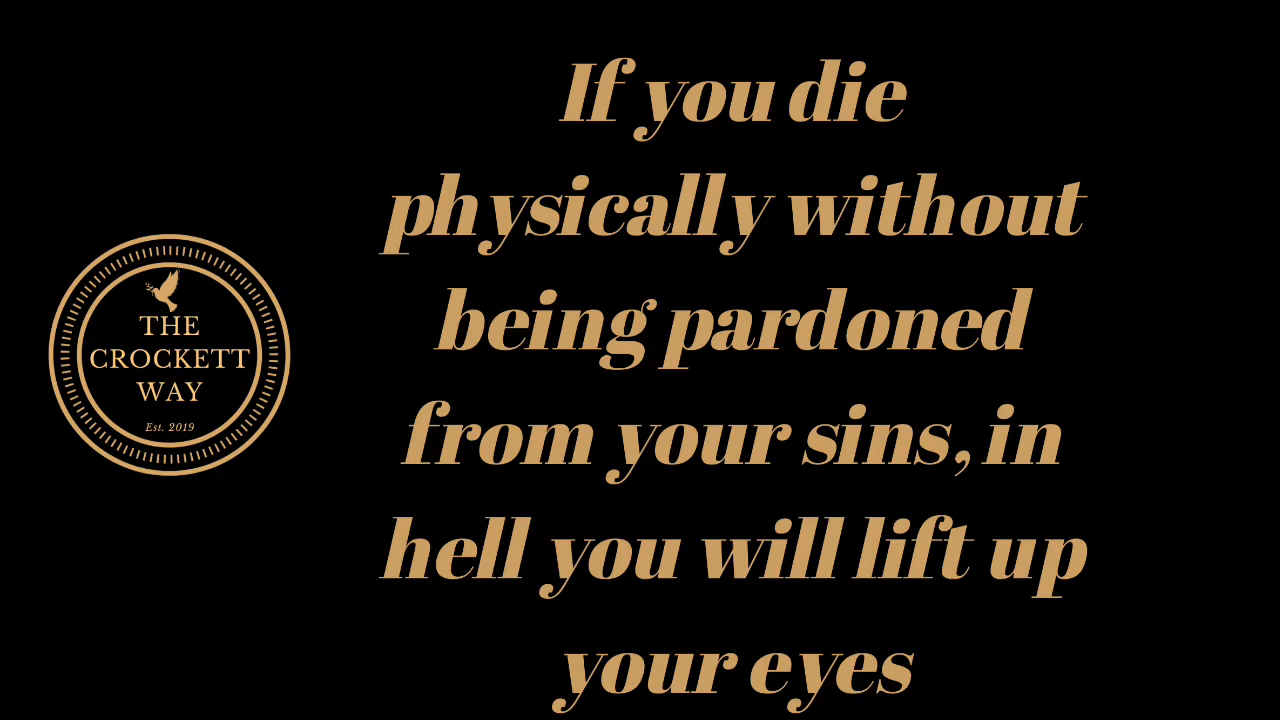 THE
CROCKETT
WAY
Est. 2019
If you die
physically without
being pardoned
from your sins, in
hell you will lift up
your eyes